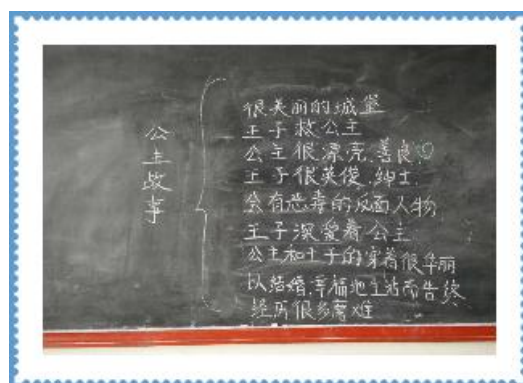 公主故事
很美丽的城堡
王子救公主
公主很漂亮.善良
王子很英俊.绅士
会有恶毒的反面人物
王子深爱着公主
公主和王子的穿着很华丽
以结婚.幸福地生活而告终
经历很多磨难